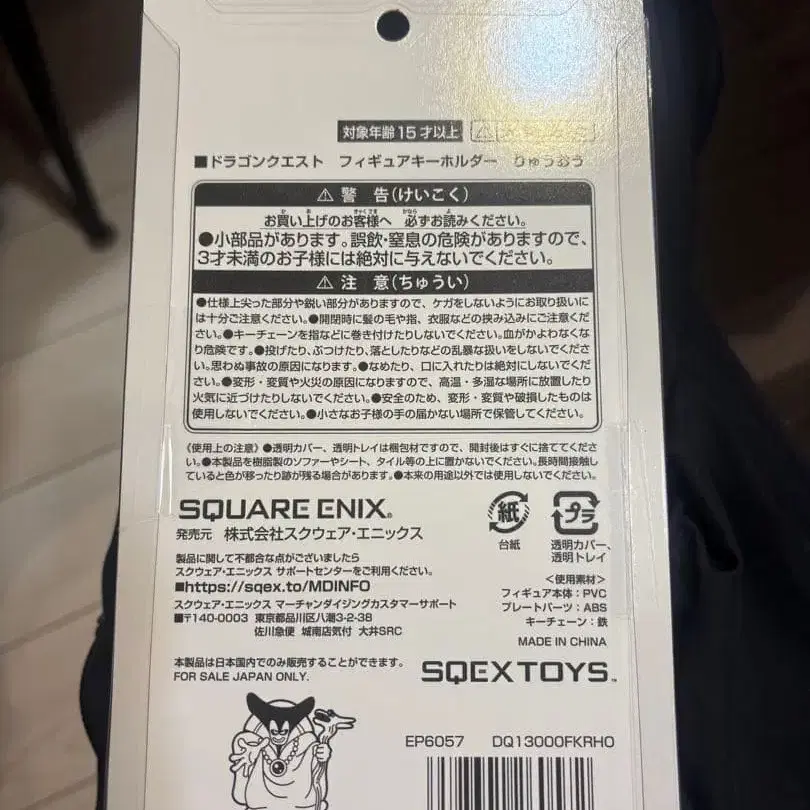 対象年齢15才以上
■ドラゴンクエスト フィギュアキーホルダー りゅうおう
⚠警 告(けいこく)
お買い上げのお客様へ 必ずお読みください。
●小部品があります。誤飲・窒息の危険がありますので、
3才未満のお子様には絶対に与えないでください。
⚠注 意(ちゅうい)
●仕様上尖った部分や鋭い部分がありますので、ケガをしないようにお取り扱いに
は十分ご注意ください。●開閉時に髪の毛や指、衣服などの挟み込みにご注意くださ
い。●キーチェーンを指などに巻き付けたりしないでください。血がかよわなくな
り危険です。●投げたり、ぶつけたり、落としたりなどの乱暴な扱いをしないでくださ
い。思わぬ事故の原因になります。●なめたり、口に入れたりは絶対にしないでくだ
さい。●変形・変質や火災の原因になりますので、高温・多湿な場所に放置したり
火気に近づけたりしないでください。●安全のため、変形・変質や破損したものは
使用しないでください。●小さなお子様の手の届かない場所で保管してください。
《使用上の注意》●透明カバー、透明トレイは梱包材ですので、開封後はすぐに捨ててくださ
い。●本製品を樹脂製のソファーやシート、タイル等の上に置かないでください。長時間接触し
ていると色が移ったり跡が残る場合があります。●本来の用途以外では使用しないでください。
SQUARE ENIX®
発売元 株式会社スクウェア・エニックス
紙
台紙
プラ
透明カバー、
透明トレイ
製品に関して不都合な点がございましたら
スクウェア・エニックス サポートセンターをご利用ください。
■https://sqex.to/MDINFO
スクウェア・エニックス マーチャンダイジングカスタマーサポート
■〒140-0003 東京都品川区八潮3-2-38
佐川急便 城南店気付 大井SRC
<使用素材>
フィギュア本体:PVC
プレートパーツ:ABS
キーチェーン:鉄
MADE IN CHINA
本製品は日本国内でのみ販売することができます。
FOR SALE JAPAN ONLY.
SQEX TOYS™
EP6057 DQ13000FKRHO